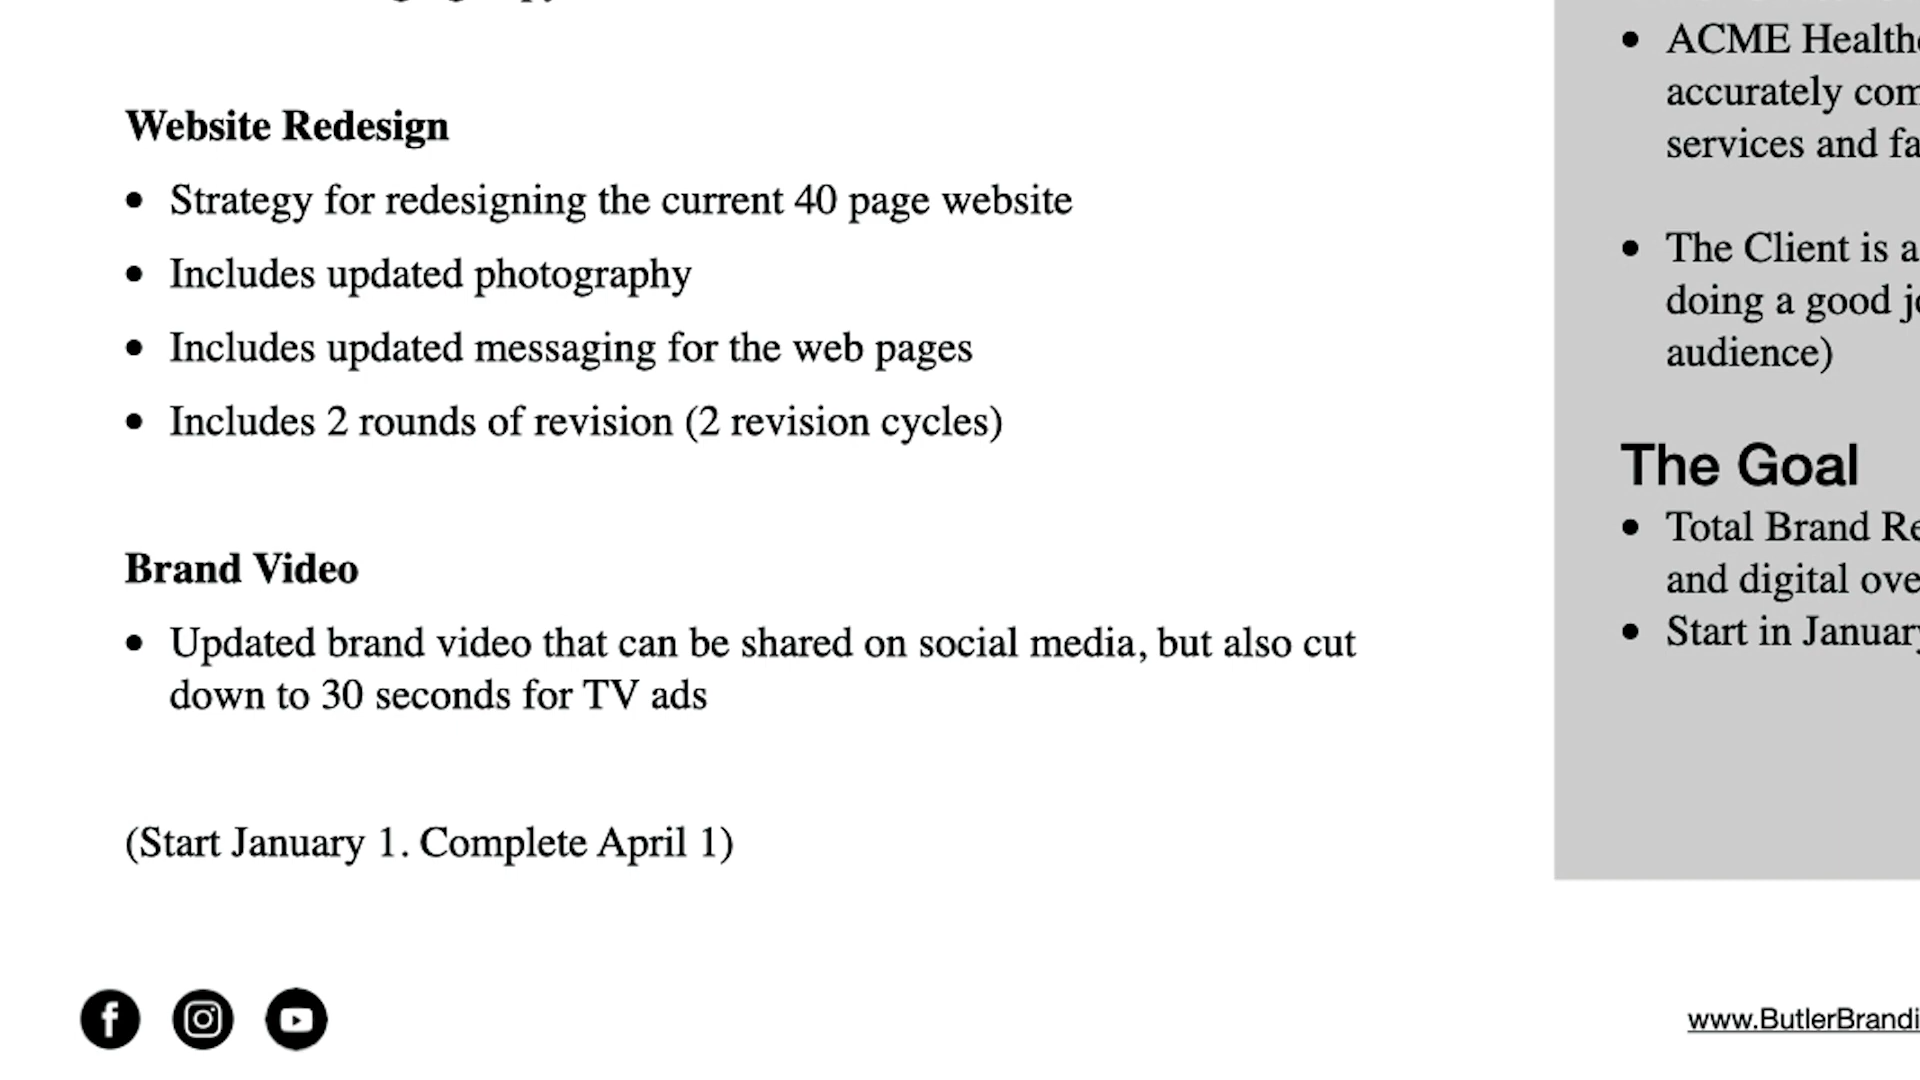 Website Redesign
• Strategy for redesigning the current 40 page website
• Includes updated photography
• Includes updated messaging for the web pages
• Includes 2 rounds of revision (2 revision cycles)
Brand Video
• Updated brand video that can be shared on social media, but also cut
down to 30 seconds for TV ads
(Start January 1. Complete April 1)
• ACME
accurately
services and
• The Client is
doing a good
audience)
The Goal
• Total Brand
and digital
• Start in